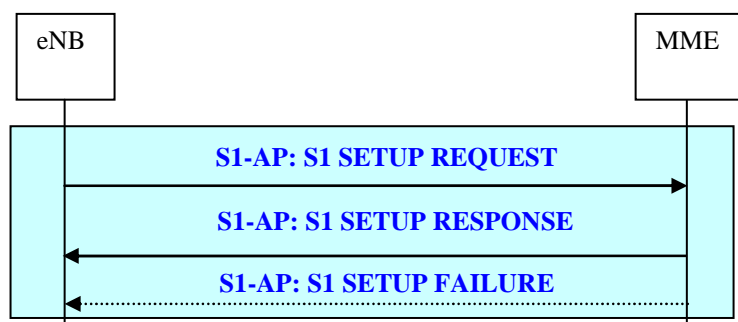 eNB
MME
S1-AP: S1 SETUP REQUEST
S1-AP: S1 SETUP RESPONSE
S1-AP: S1 SETUP FAILURE